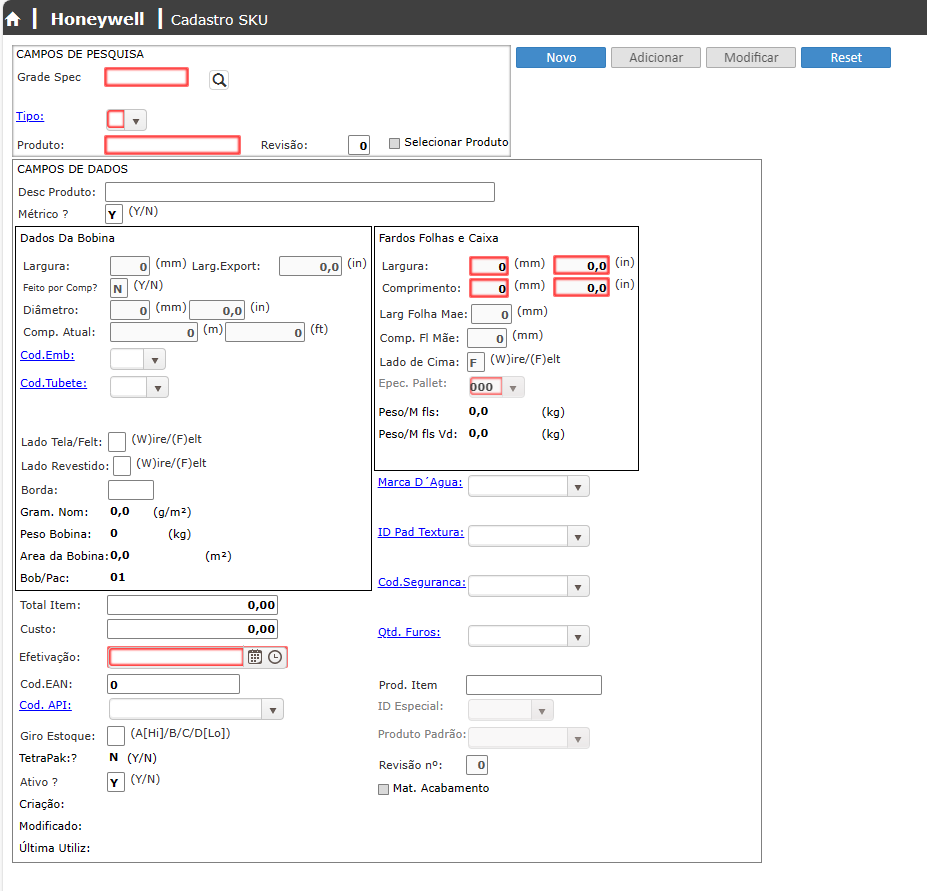 Honeywell Cadastro SKU
CAMPOS DE PESQUISA
Novo Adicionar Modificar Reset
Grade Spec
Tipo:
Produto: Revisão: 0 Selecionar Produto
CAMPOS DE DADOS
Desc Produto:
Métrico ? Y (Y/N)
Dados Da Bobina
Largura: 0 (mm) Larg.Export: 0,0 (in)
Feito por Comp? N (Y/N)
Diâmetro: 0 (mm) 0,0 (in)
Comp. Atual: 0 (m) 0 (ft)
Cod.Emb:
Cod.Tubete:
Lado Tela/Felt: (W)ire/(F)elt
Lado Revestido: (W)ire/(F)elt
Borda:
Gram. Nom: 0,0 (g/m²)
Peso Bobina: 0 (kg)
Area da Bobina: 0,0 (m²)
Bob/Pac: 01
Fardos Folhas e Caixa
Largura: 0 (mm) 0,0 (in)
Comprimento: 0 (mm) 0,0 (in)
Larg Folha Mae: 0 (mm)
Comp. Fl Mãe: 0 (mm)
Lado de Cima: F (W)ire/(F)elt
Epec. Pallet: 000
Peso/M fls: 0,0 (kg)
Peso/M fls Vd: 0,0 (kg)
Marca D´Agua:
ID Pad Textura:
Cod.Seguranca:
Qtd. Furos:
Total Item: 0,00
Custo: 0,00
Efetivação:
Cod.EAN: 0
Cod. API:
Giro Estoque: (A[Hi]/B/C/D[Lo])
TetraPak:? N (Y/N)
Ativo ? Y (Y/N)
Criação:
Modificado:
Última Utiliz:
Prod. Item
ID Especial:
Produto Padrão:
Revisão nº: 0
Mat. Acabamento